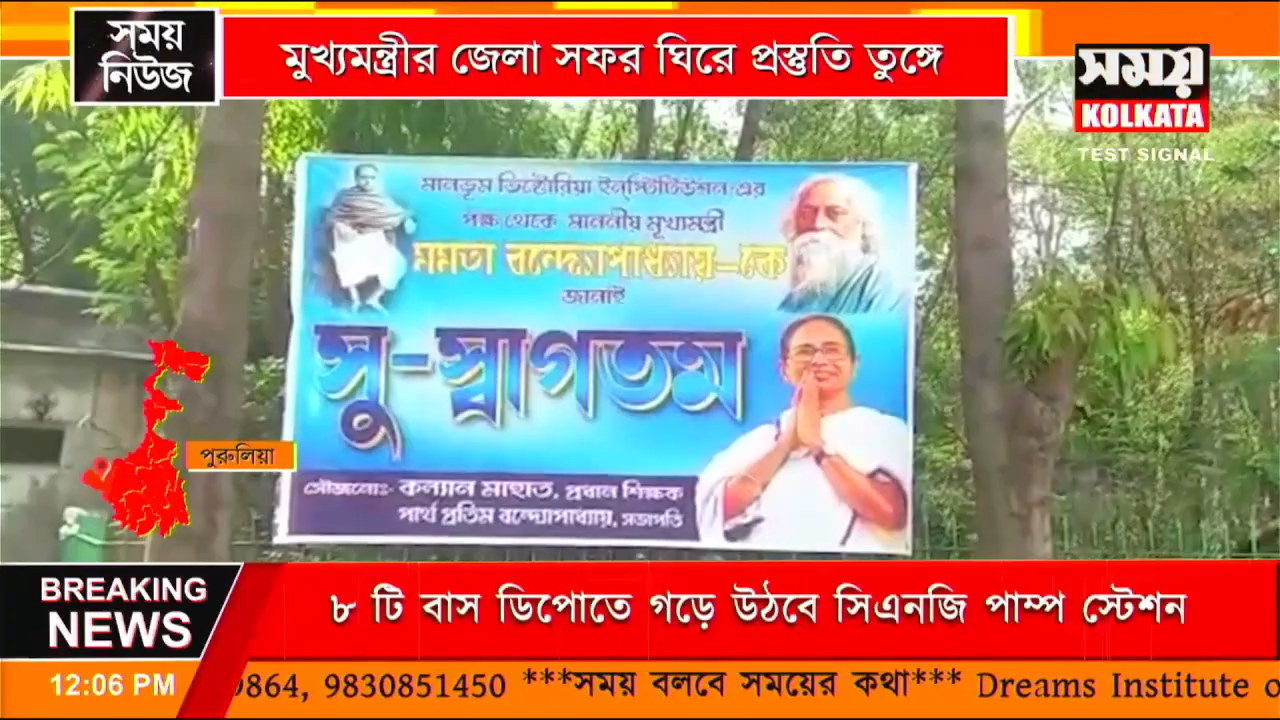 সময়
নিউজ
মুখ্যমন্ত্রীর জেলা সফর ঘিরে প্রস্তুতি তুঙ্গে
সময়
KOLKATA
TEST SIGNAL
মানভূম ভিক্টোরিয়া ইনস্টিটিউশন-এর
পক্ষ থেকে মাননীয় মূখ্যমন্ত্রী
মমতা বন্দ্যোপাধ্যায়-কে
জানাই
সু-স্বাগতম
সৌজন্যেঃ- কল্যান মাহাত, প্রধান শিক্ষক
পার্থ প্রতিম বন্দ্যোপাধ্যায়, সভাপতি
পুরুলিয়া
BREAKING
NEWS
৮ টি বাস ডিপোতে গড়ে উঠবে সিএনজি পাম্প স্টেশন
12:06 PM
9864, 9830851450 ***সময় বলবে সময়ের কথা*** Dreams Institute o